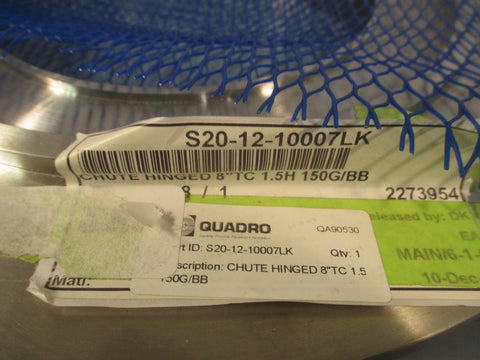 S20-12-10007LK
CHUTE HINGED 8"TC 1.5H 150G/BB
8 / 1
2273954
QUADRO
QA90530
rt ID: S20-12-10007LK
Qty: 1
escription: CHUTE HINGED 8"TC 1.5
150G/BB
Matl:
eleased by: DK
MAIN/6-1-
10-Dec